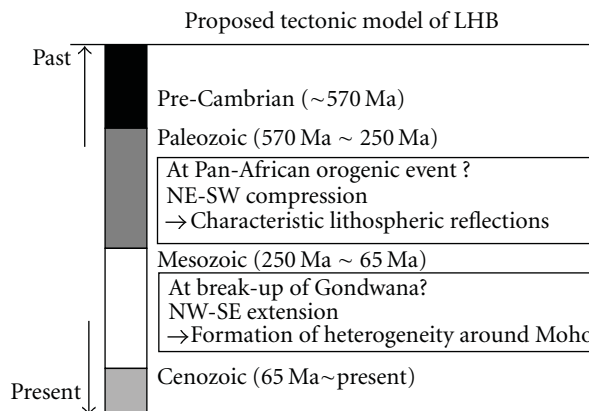 Proposed tectonic model of LHB
Past
Pre-Cambrian (~570 Ma)
Paleozoic (570 Ma ~ 250 Ma)
At Pan-African orogenic event ?
NE-SW compression
→ Characteristic lithospheric reflections
Mesozoic (250 Ma ~ 65 Ma)
At break-up of Gondwana?
NW-SE extension
→ Formation of heterogeneity around Moho
Cenozoic (65 Ma~present)
Present